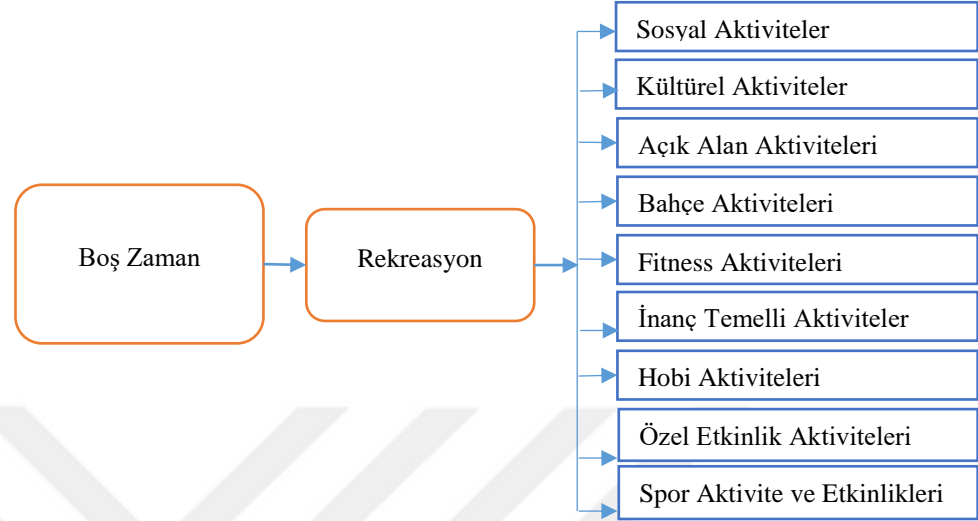 Sosyal Aktiviteler
Kültürel Aktiviteler
Açık Alan Aktiviteleri
Bahçe Aktiviteleri
Boş Zaman
Rekreasyon
Fitness Aktiviteleri
İnanç Temelli Aktiviteler
Hobi Aktiviteleri
Özel Etkinlik Aktiviteleri
Spor Aktivite ve Etkinlikleri